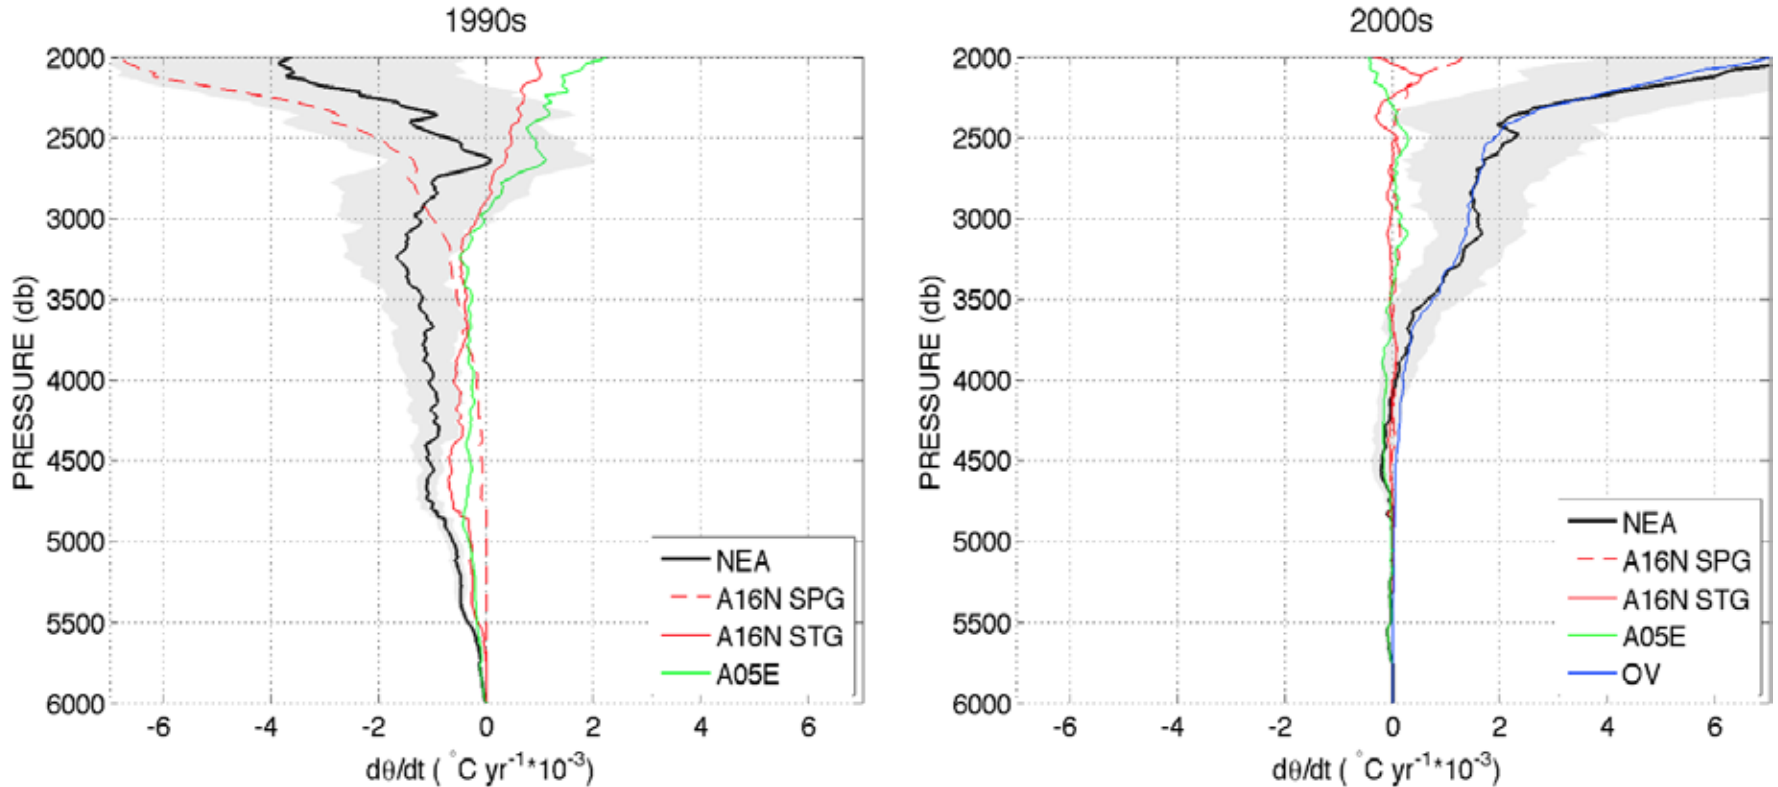 1990s
PRESSURE (db)
2000
2500
3000
3500
4000
4500
5000
5500
6000
-6 -4 -2 0 2 4 6
dθ/dt ( °C yr⁻¹*10⁻³)
NEA
A16N SPG
A16N STG
A05E
2000s
PRESSURE (db)
2000
2500
3000
3500
4000
4500
5000
5500
6000
-6 -4 -2 0 2 4 6
dθ/dt ( °C yr⁻¹*10⁻³)
NEA
A16N SPG
A16N STG
A05E
OV